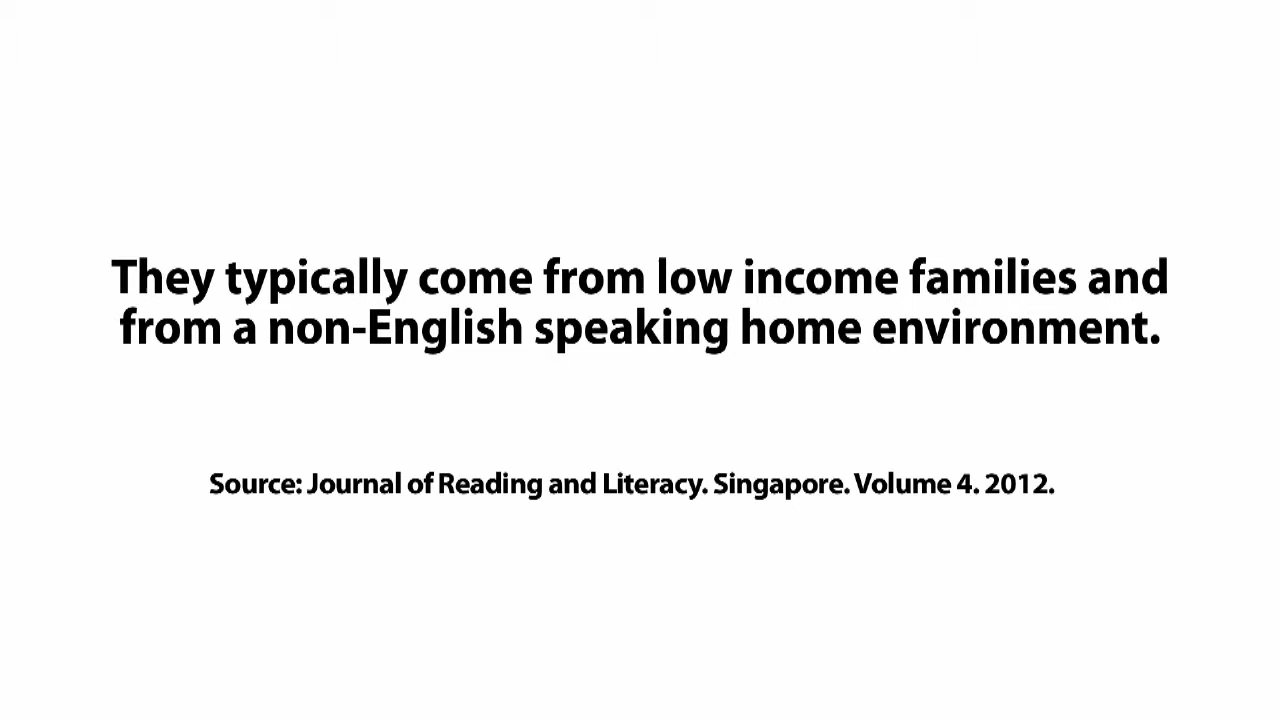 They typically come from low income families and
from a non-English speaking home environment.
Source: Journal of Reading and Literacy. Singapore. Volume 4. 2012.